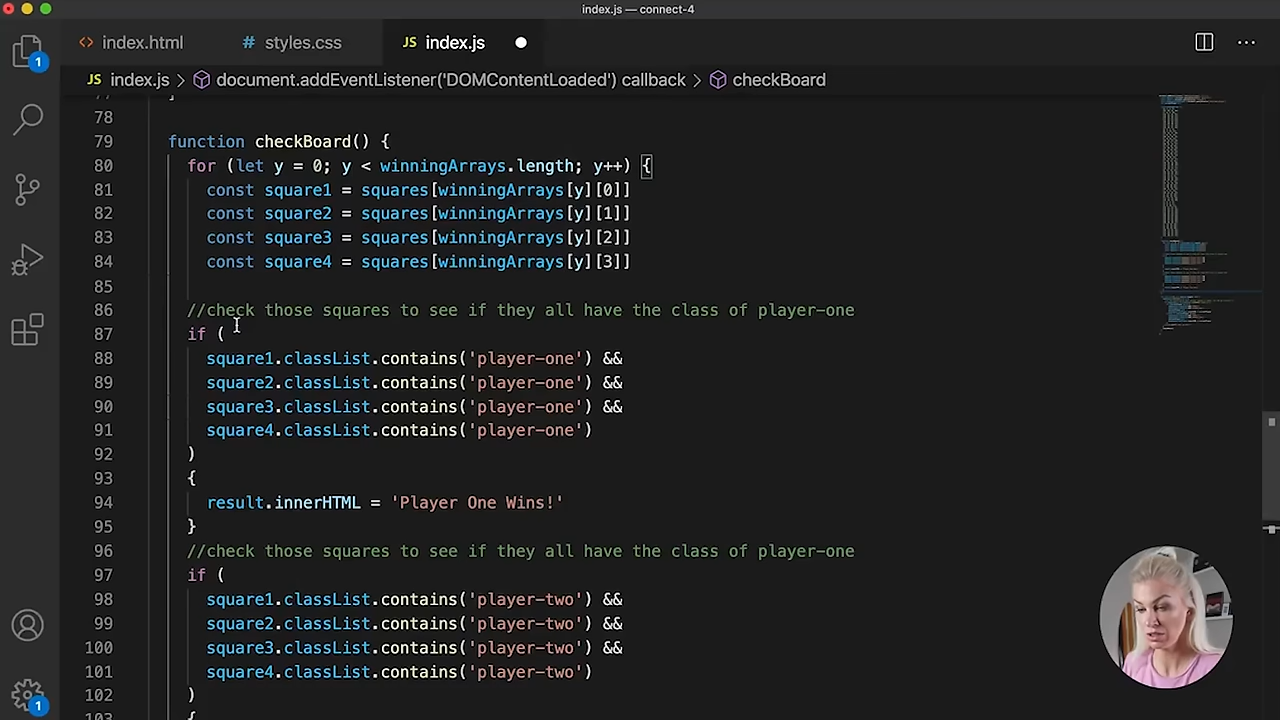 index.js — connect-4
<> index.html # styles.css JS index.js ...
JS index.js > document.addEventListener('DOMContentLoaded') callback > checkBoard
78
79 function checkBoard() {
80 for (let y = 0; y < winningArrays.length; y++) {
81 const square1 = squares[winningArrays[y][0]]
82 const square2 = squares[winningArrays[y][1]]
83 const square3 = squares[winningArrays[y][2]]
84 const square4 = squares[winningArrays[y][3]]
85
86 //check those squares to see if they all have the class of player-one
87 if (
88 square1.classList.contains('player-one') &&
89 square2.classList.contains('player-one') &&
90 square3.classList.contains('player-one') &&
91 square4.classList.contains('player-one')
92 )
93 {
94 result.innerHTML = 'Player One Wins!'
95 }
96 //check those squares to see if they all have the class of player-one
97 if (
98 square1.classList.contains('player-two') &&
99 square2.classList.contains('player-two') &&
100 square3.classList.contains('player-two') &&
101 square4.classList.contains('player-two')
102 )
103 {
1
1